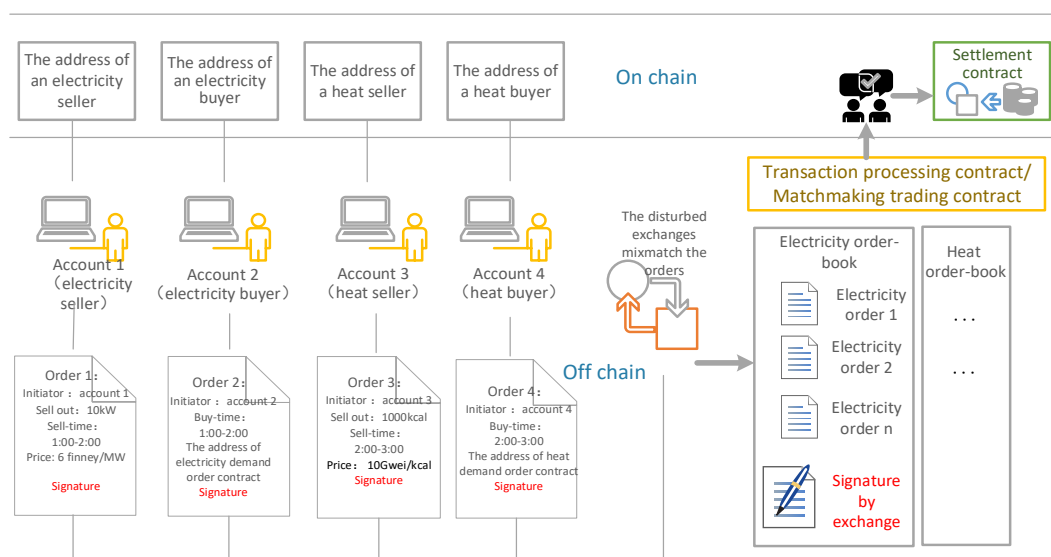 The address of
an electricity
seller
The address of
an electricity
buyer
The address of
a heat seller
The address of
a heat buyer
On chain
Settlement
contract
Transaction processing contract/
Matchmaking trading contract
Account 1
（electricity
seller）
Account 2
（electricity buyer）
Account 3
（heat seller）
Account 4
（heat buyer）
The disturbed
exchanges
mixmatch the
orders
Off chain
Electricity order-
book
Electricity
order 1
Electricity
order 2
Electricity
order n
Signature
by
exchange
Heat
order-book
...
...
Order 1：
Initiator：account 1
Sell out：10kW
Sell-time：
1:00-2:00
Price: 6 finney/MW
Signature
Order 2：
Initiator：account 2
Buy-time：
1:00-2:00
The address of
electricity demand
order contract
Signature
Order 3：
Initiator：account 3
Sell out：1000kcal
Sell-time：
2:00-3:00
Price： 10Gwei/kcal
Signature
Order 4：
Initiator：account 4
Buy-time：
2:00-3:00
The address of heat
demand order contract
Signature